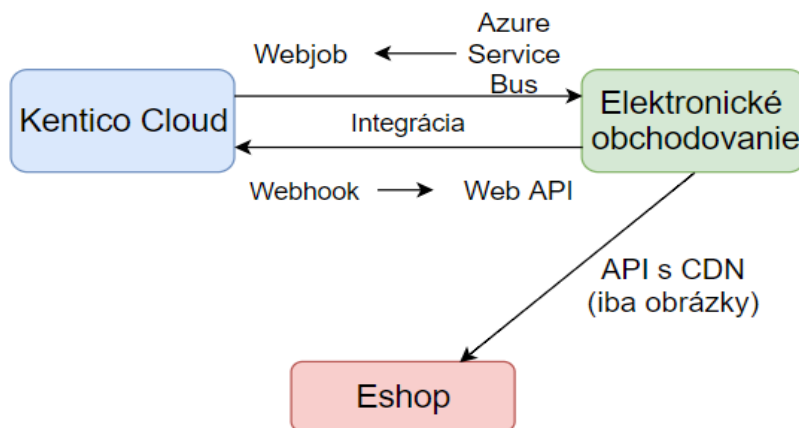 Azure
Webjob
Service
Bus
Kentico Cloud
Integrácia
Elektronické
obchodovanie
Webhook
Web API
API s CDN
(iba obrázky)
Eshop